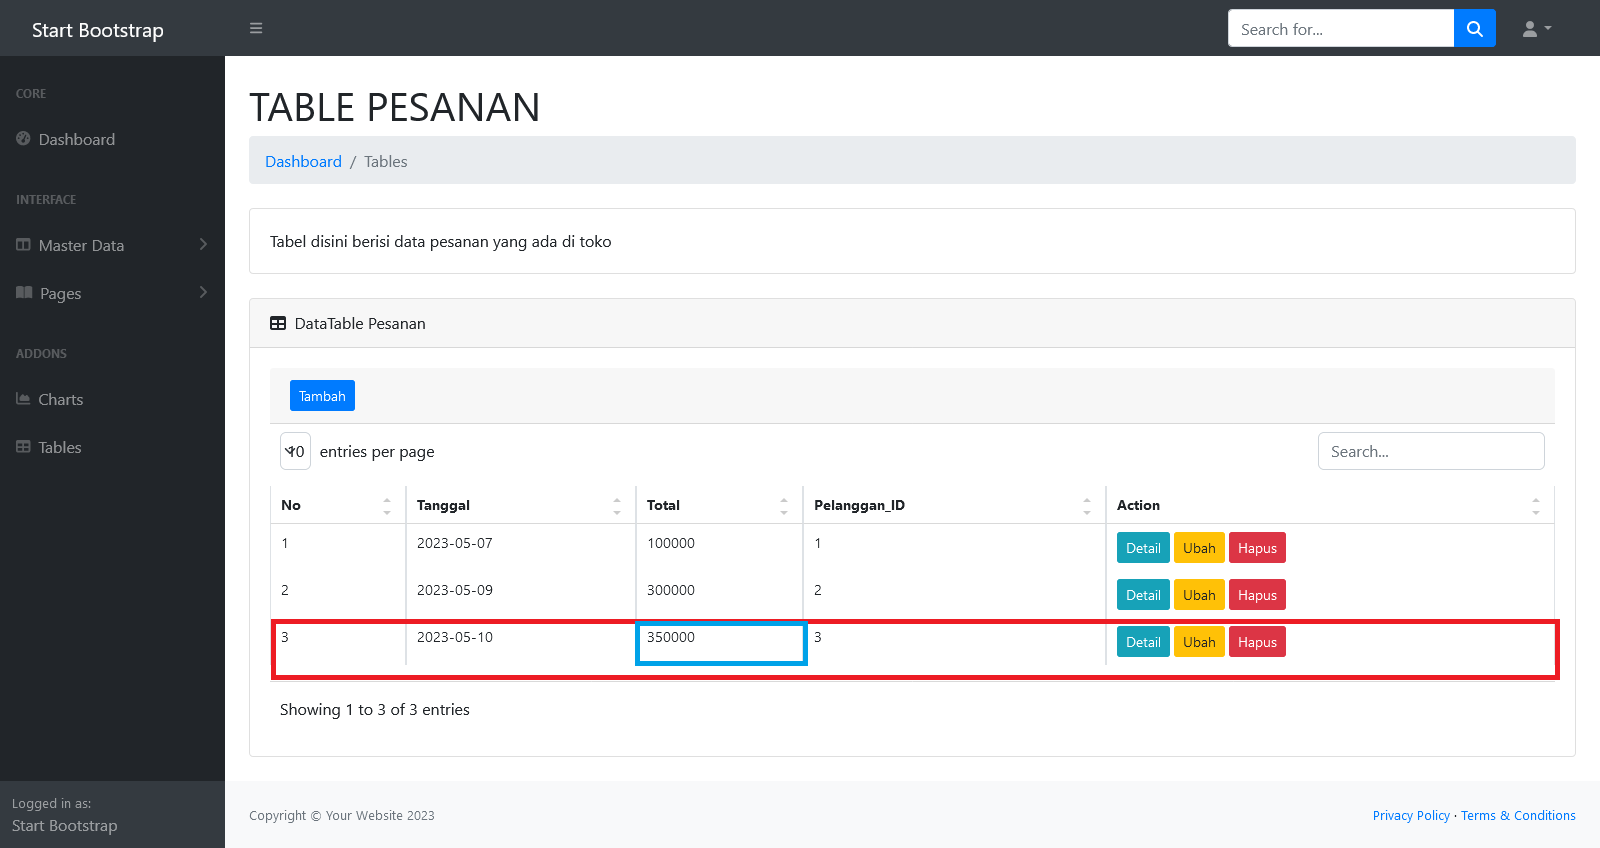 Start Bootstrap
Search for...
CORE
Dashboard
INTERFACE
Master Data
Pages
ADDONS
Charts
Tables
Logged in as:
Start Bootstrap
TABLE PESANAN
Dashboard / Tables
Tabel disini berisi data pesanan yang ada di toko
DataTable Pesanan
Tambah
10 entries per page
Search...
No Tanggal Total Pelanggan_ID Action
1 2023-05-07 100000 1 Detail Ubah Hapus
2 2023-05-09 300000 2 Detail Ubah Hapus
3 2023-05-10 350000 3 Detail Ubah Hapus
Showing 1 to 3 of 3 entries
Copyright © Your Website 2023
Privacy Policy · Terms & Conditions